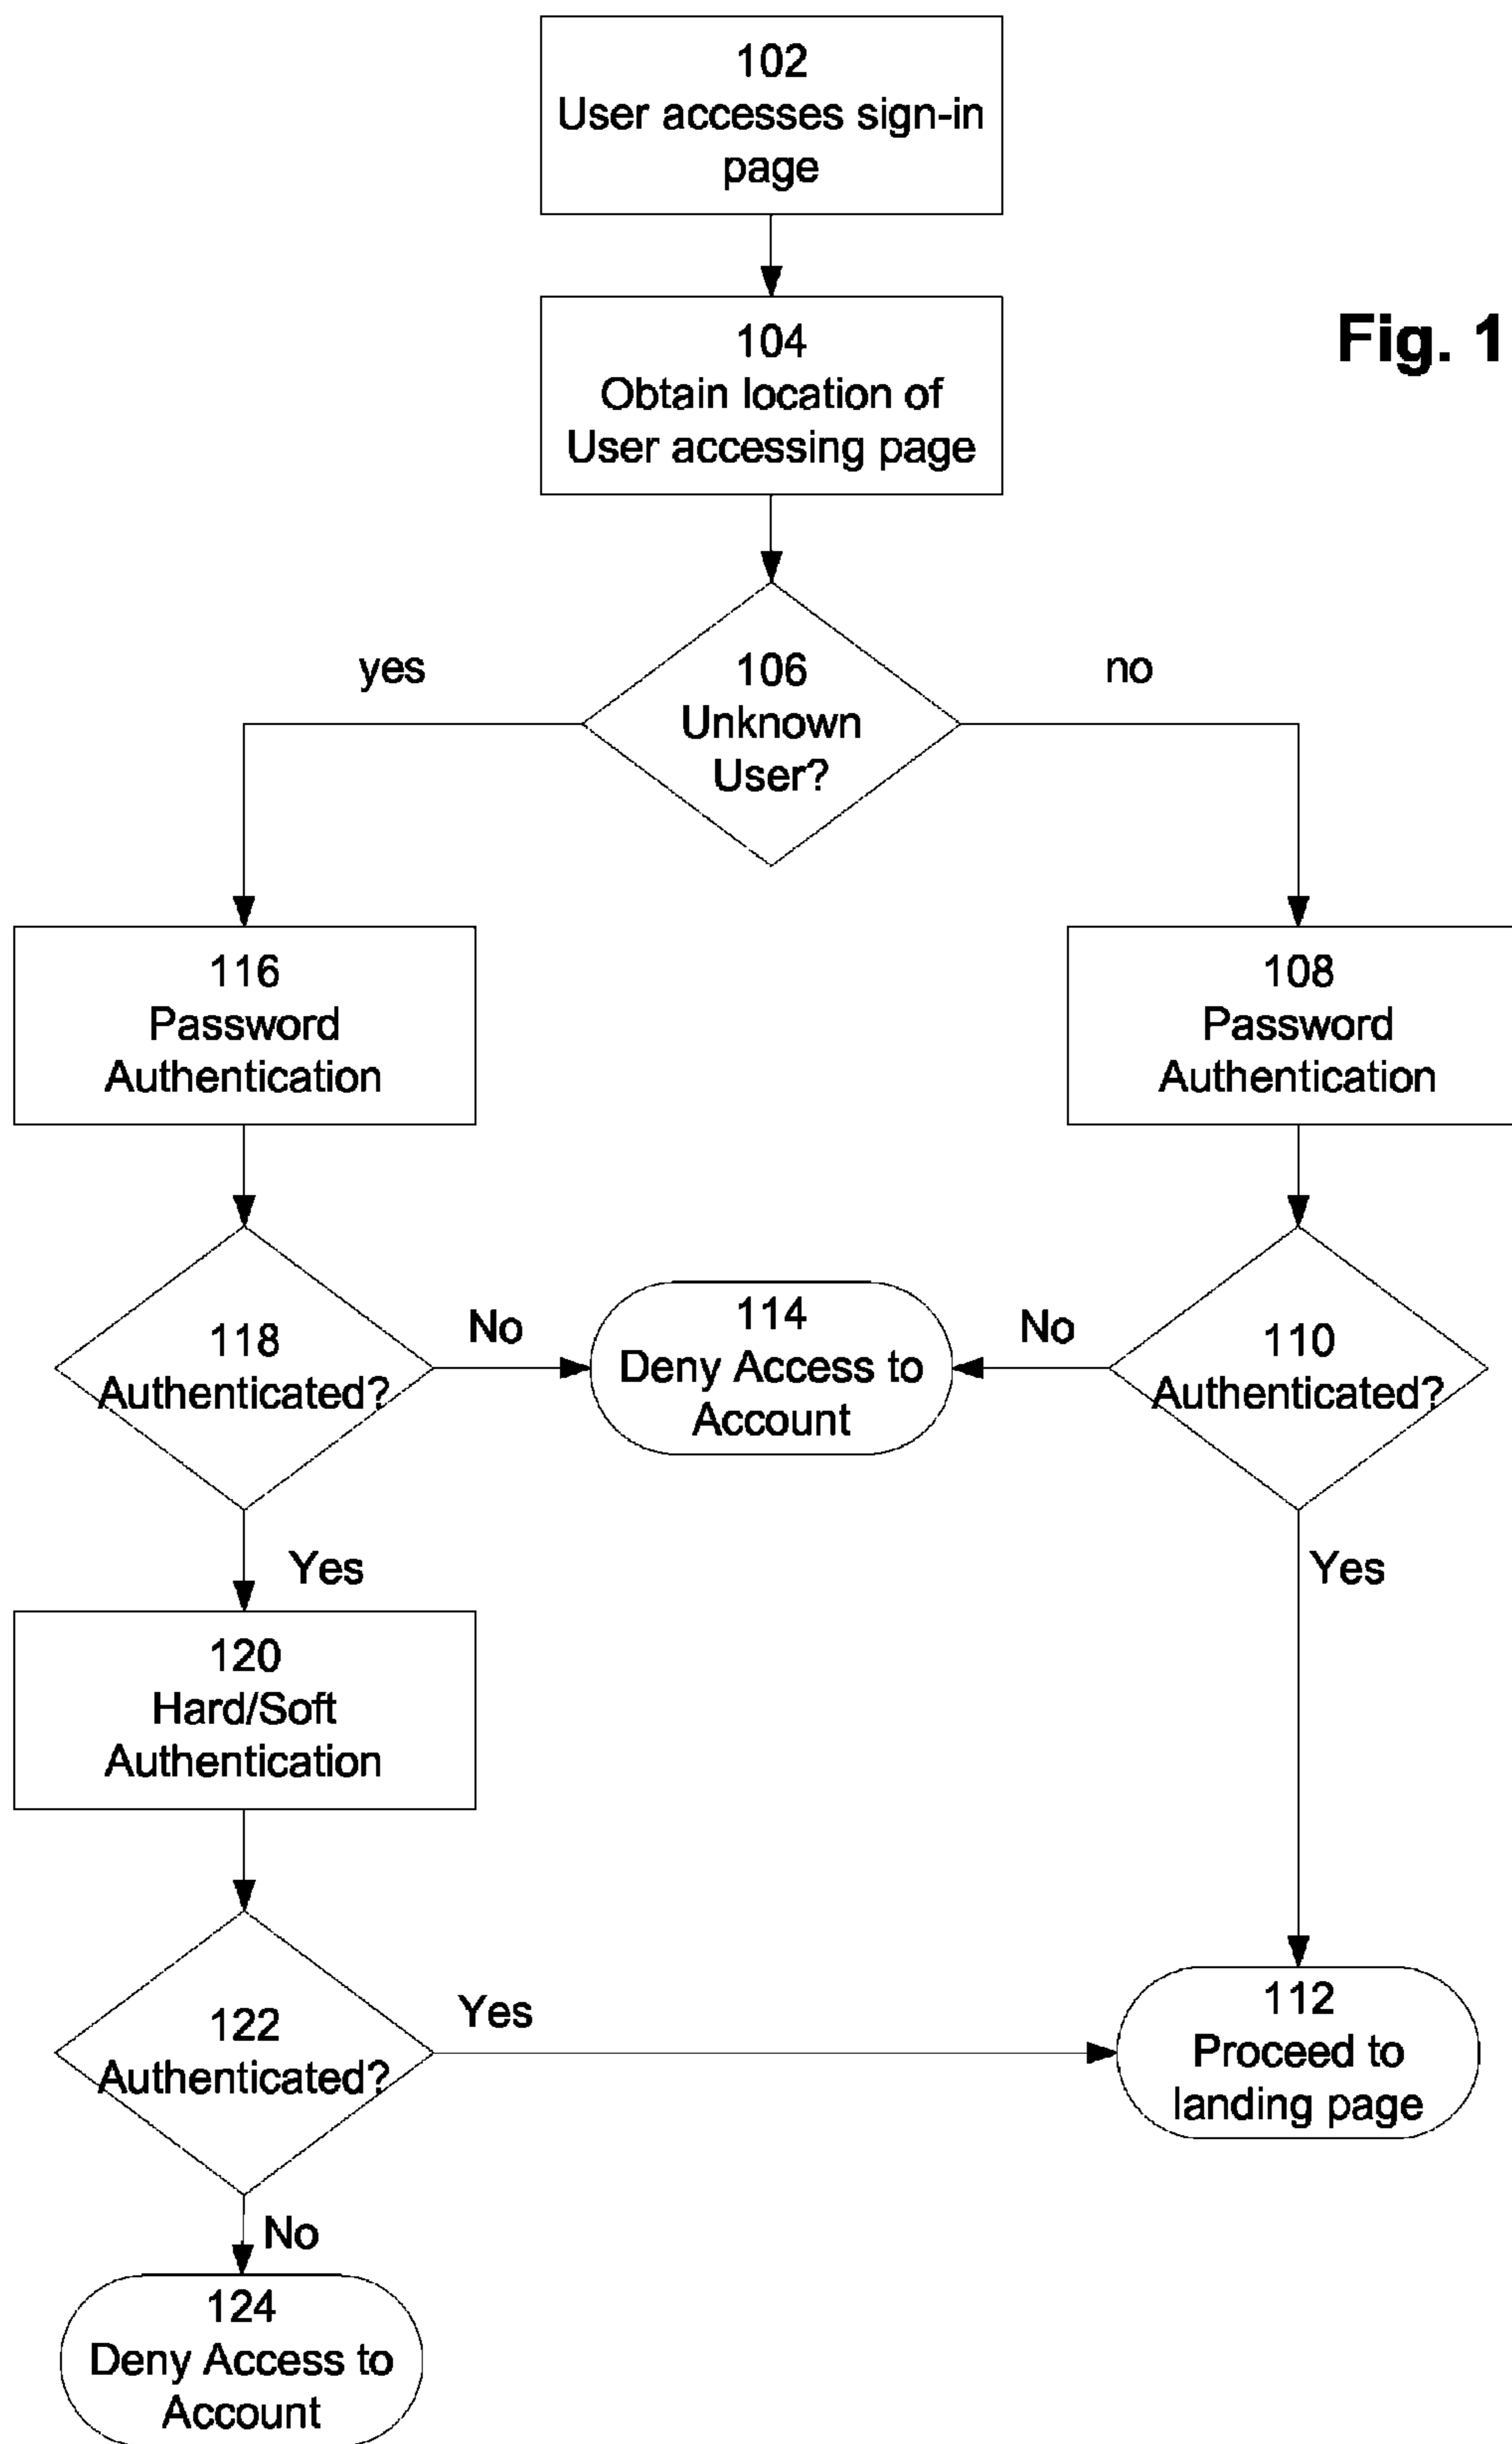 102
User accesses sign-in
page
Fig. 1
104
Obtain location of
User accessing page
yes
106
Unknown
User?
no
116
Password
Authentication
108
Password
Authentication
118
Authenticated?
No
114
Deny Access to
Account
No
110
Authenticated?
Yes
Yes
120
Hard/Soft
Authentication
122
Authenticated?
Yes
112
Proceed to
landing page
No
124
Deny Access to
Account